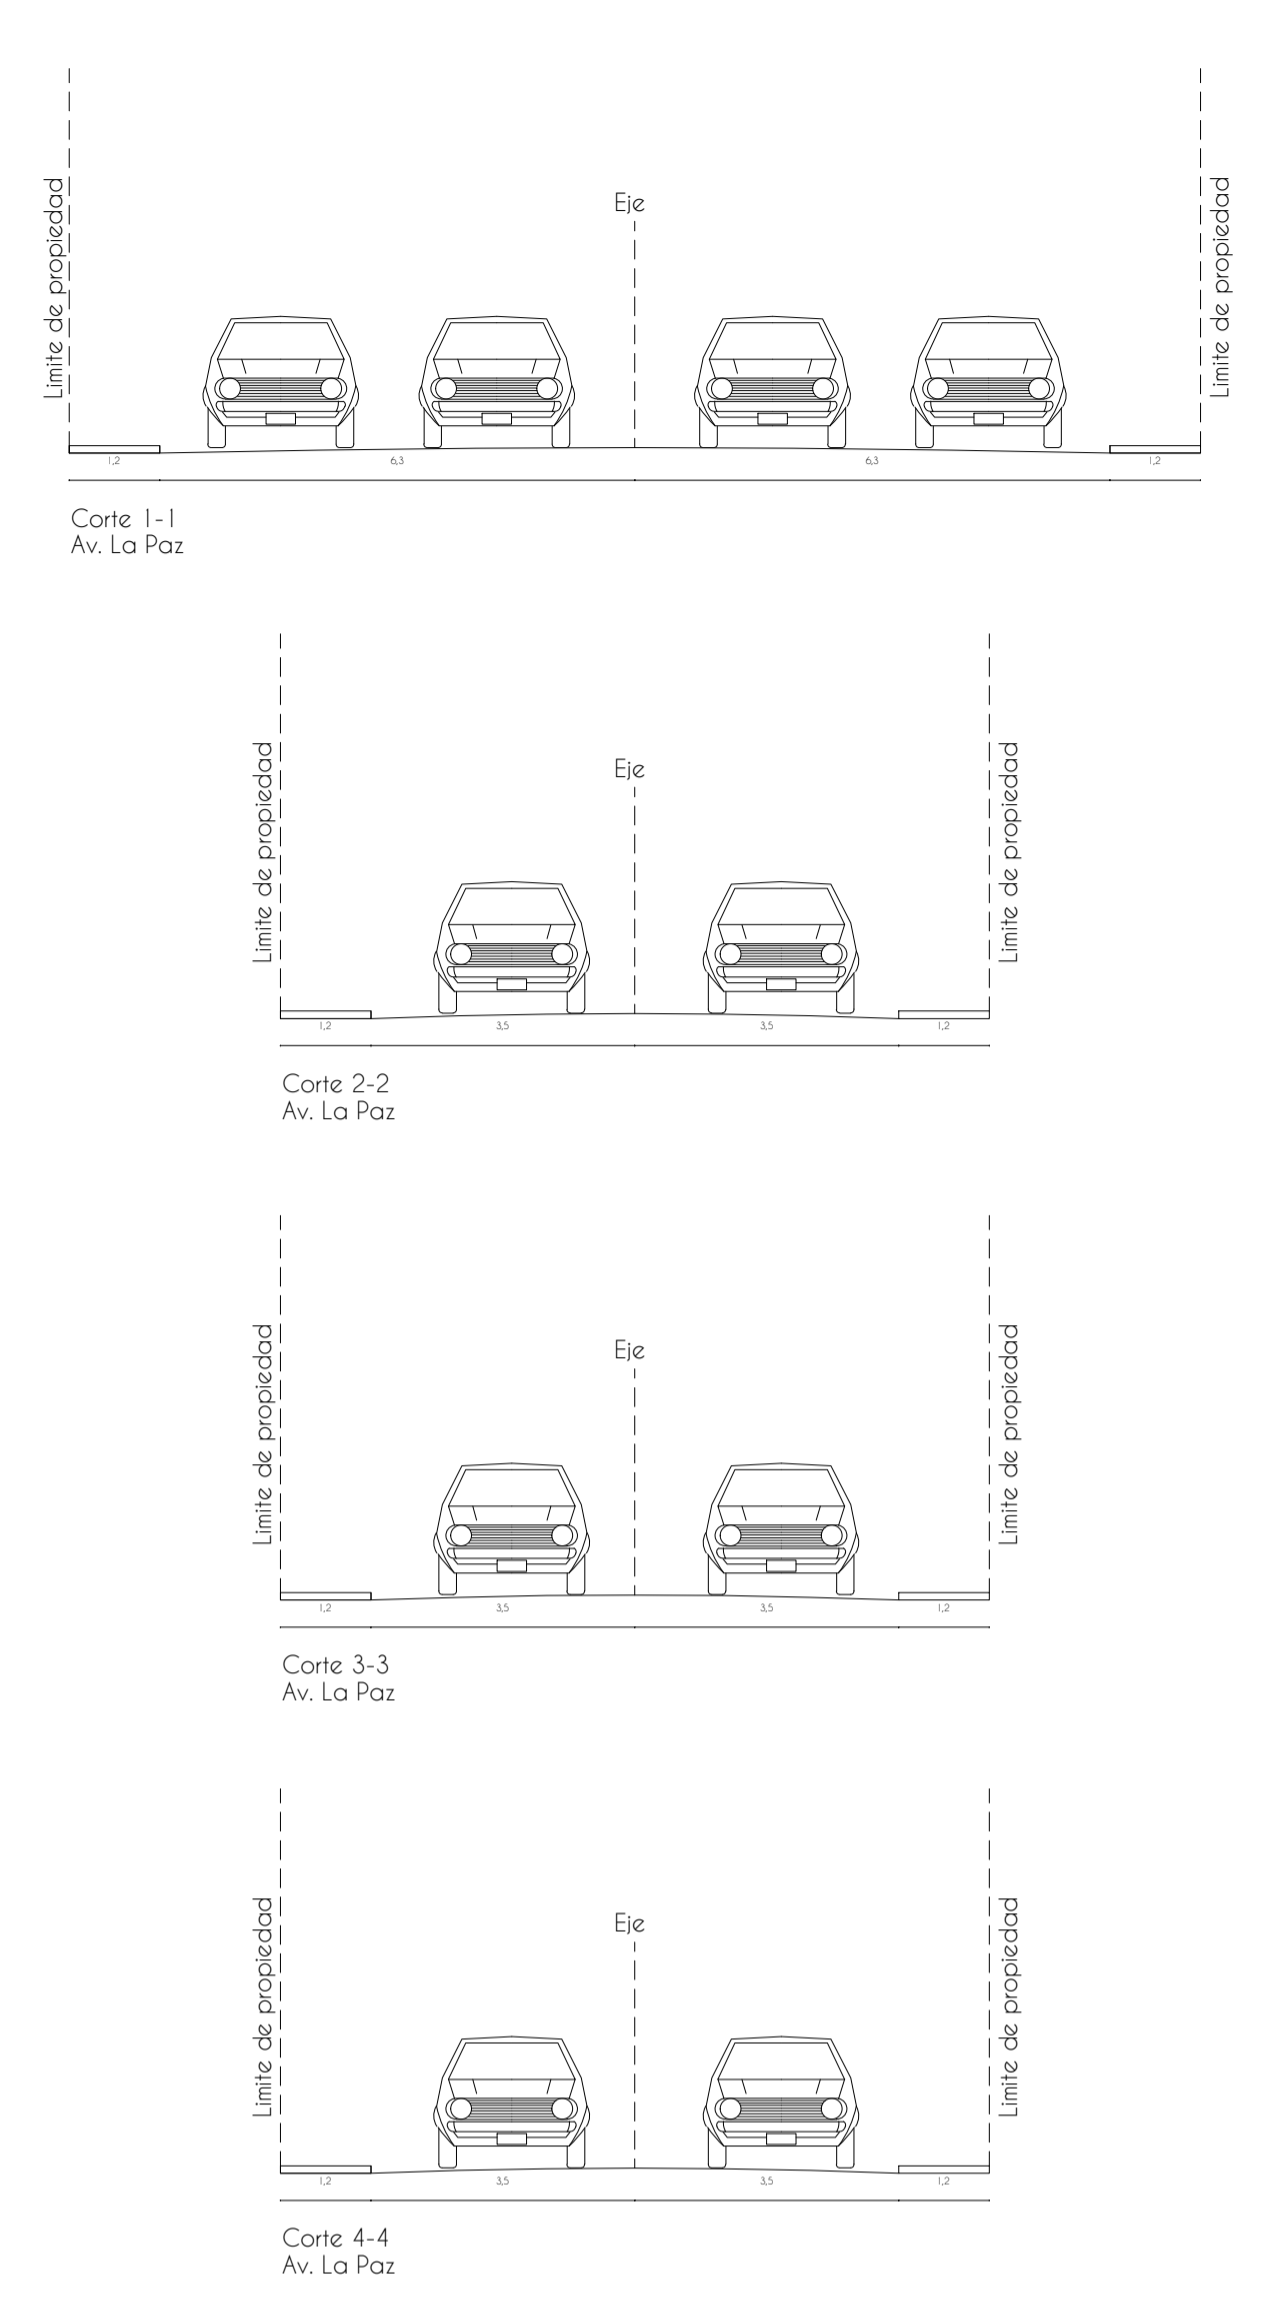 Limite de propiedad
Eje
Limite de propiedad
1,2
6,3
6,3
1,2
Corte 1-1
Av. La Paz
Limite de propiedad
Eje
Limite de propiedad
1,2
3,5
3,5
1,2
Corte 2-2
Av. La Paz
Limite de propiedad
Eje
Limite de propiedad
1,2
3,5
3,5
1,2
Corte 3-3
Av. La Paz
Limite de propiedad
Eje
Limite de propiedad
1,2
3,5
3,5
1,2
Corte 4-4
Av. La Paz